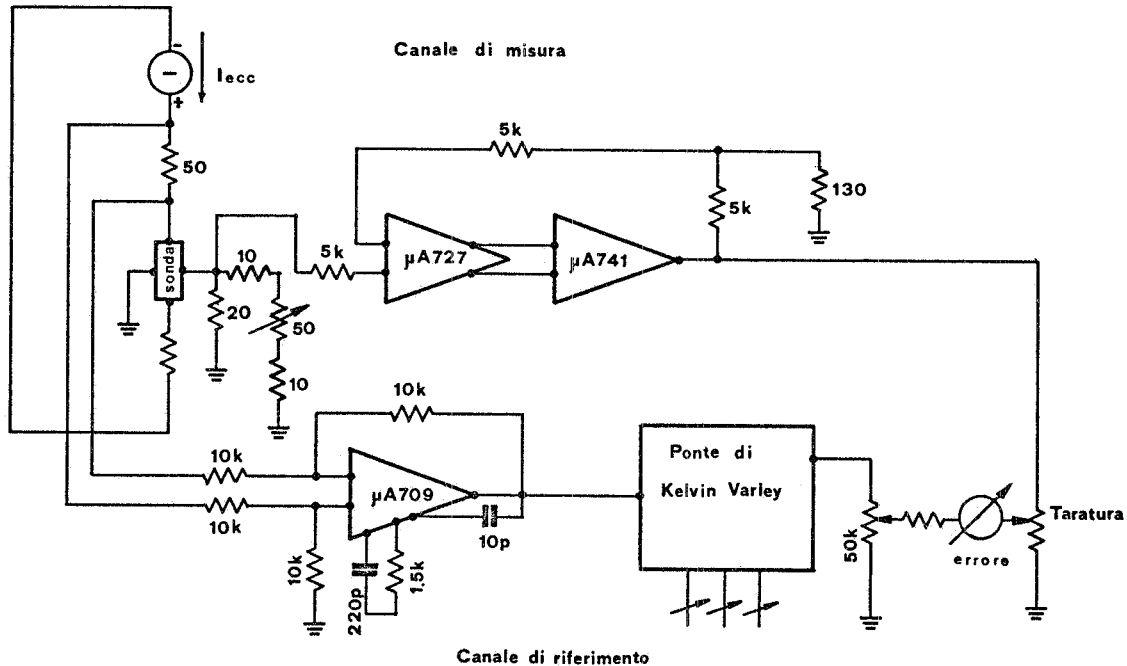 Canale di misura
-
-
+
Iecc
50
sonda
10
20
50
10
5k
5k
5k
130
μA727
μA741
10k
10k
10k
10k
μA709
10p
1.5k
220p
Ponte di
Kelvin Varley
50k
errore
Taratura
Canale di riferimento